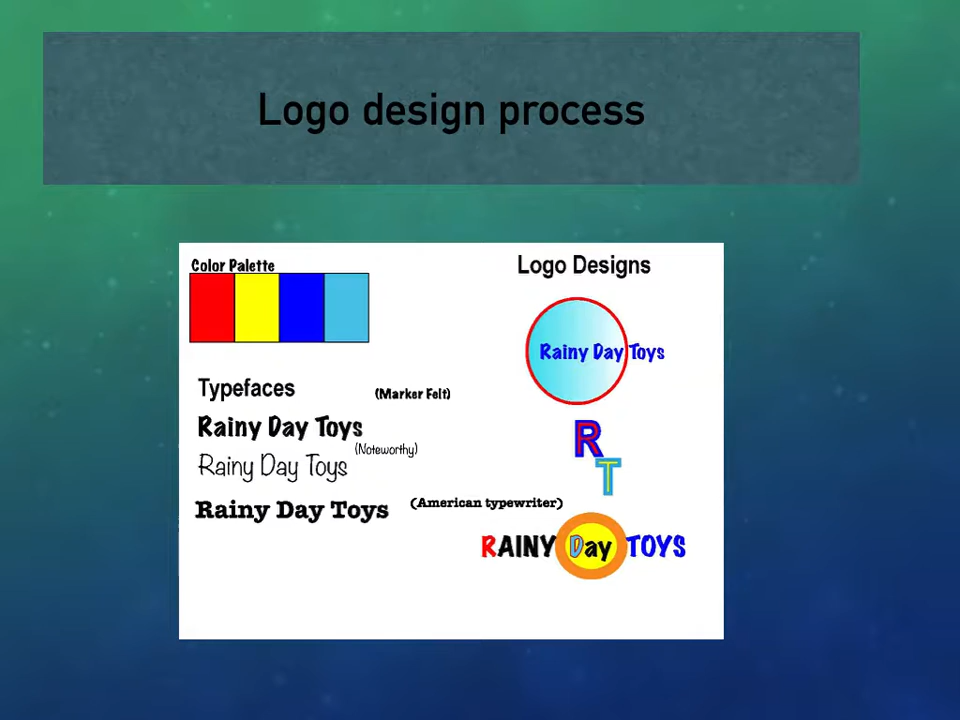 Logo design process
Color Palette
Typefaces
(Marker Felt)
Rainy Day Toys
(Noteworthy)
Rainy Day Toys
Rainy Day Toys
(American typewriter)
Logo Designs
Rainy Day Toys
R
T
RAINY Day TOYS